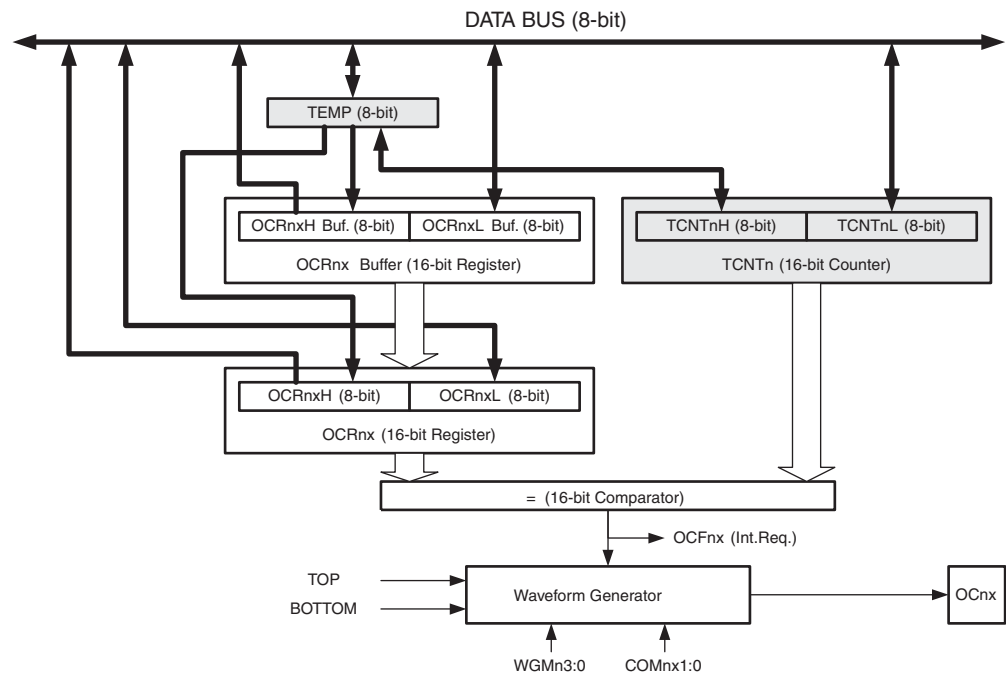 DATA BUS (8-bit)
TEMP (8-bit)
OCRnxH Buf. (8-bit)
OCRnxL Buf. (8-bit)
OCRnx Buffer (16-bit Register)
TCNTnH (8-bit)
TCNTnL (8-bit)
TCNTn (16-bit Counter)
OCRnxH (8-bit)
OCRnxL (8-bit)
OCRnx (16-bit Register)
= (16-bit Comparator)
OCFnx (Int.Req.)
TOP
BOTTOM
Waveform Generator
OCnx
WGMn3:0
COMnx1:0